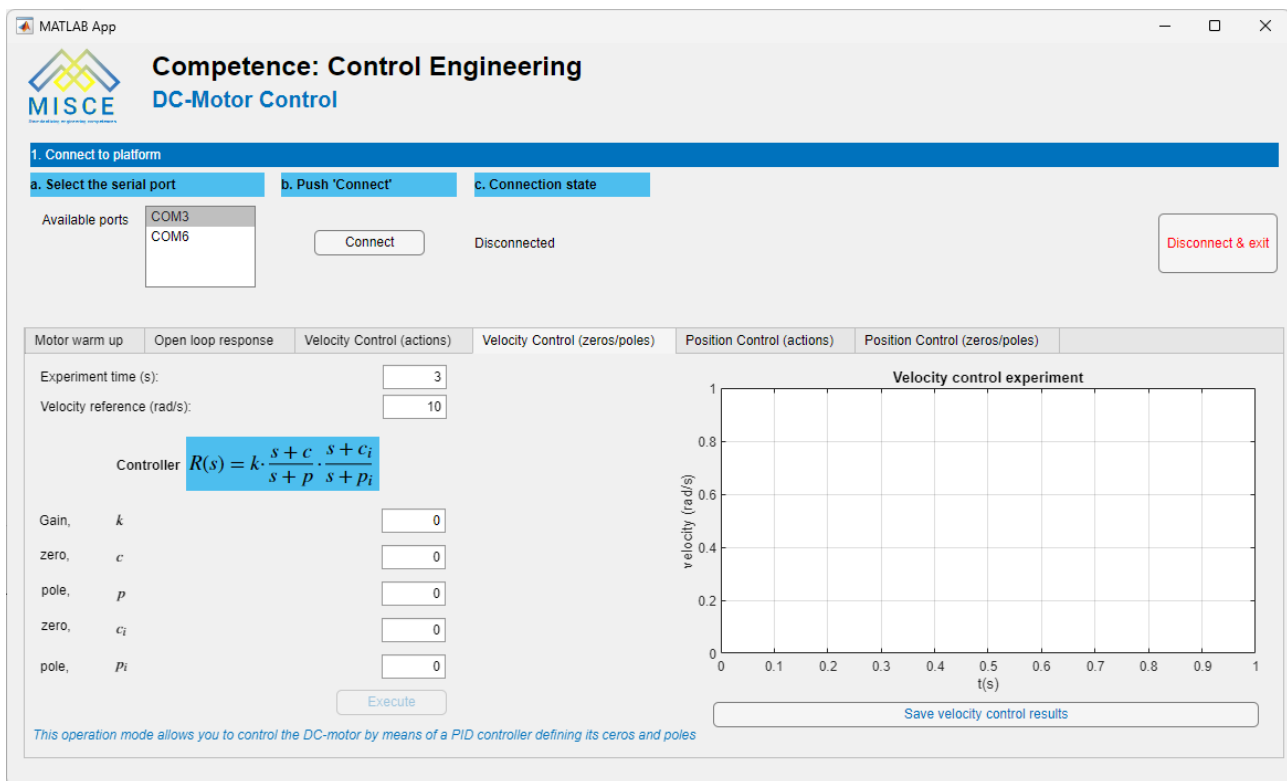 MATLAB App
Competence: Control Engineering
DC-Motor Control
MISCE
1. Connect to platform
a. Select the serial port
b. Push 'Connect'
c. Connection state
Available ports
COM3
COM6
Connect
Disconnected
Disconnect & exit
Motor warm up
Open loop response
Velocity Control (actions)
Velocity Control (zeros/poles)
Position Control (actions)
Position Control (zeros/poles)
Experiment time (s): 3
Velocity reference (rad/s): 10
Controller R(s) = k · (s + c)/(s + p) · (s + c_i)/(s + p_i)
Gain, k 0
zero, c 0
pole, p 0
zero, c_i 0
pole, p_i 0
Execute
This operation mode allows you to control the DC-motor by means of a PID controller defining its ceros and poles
Velocity control experiment
velocity (rad/s)
1
0.8
0.6
0.4
0.2
0
0 0.1 0.2 0.3 0.4 0.5 0.6 0.7 0.8 0.9 1
t(s)
Save velocity control results